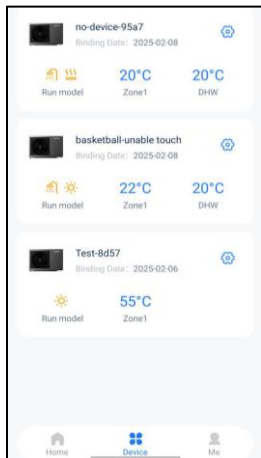 no-device-95a7
Binding Date: 2025-02-08
20°C 20°C
Run model Zone1 DHW
basketball-unable touch
Binding Date: 2025-02-08
22°C 20°C
Run model Zone1 DHW
Test-8d57
Binding Date: 2025-02-06
55°C
Run model Zone1
Home Device Me